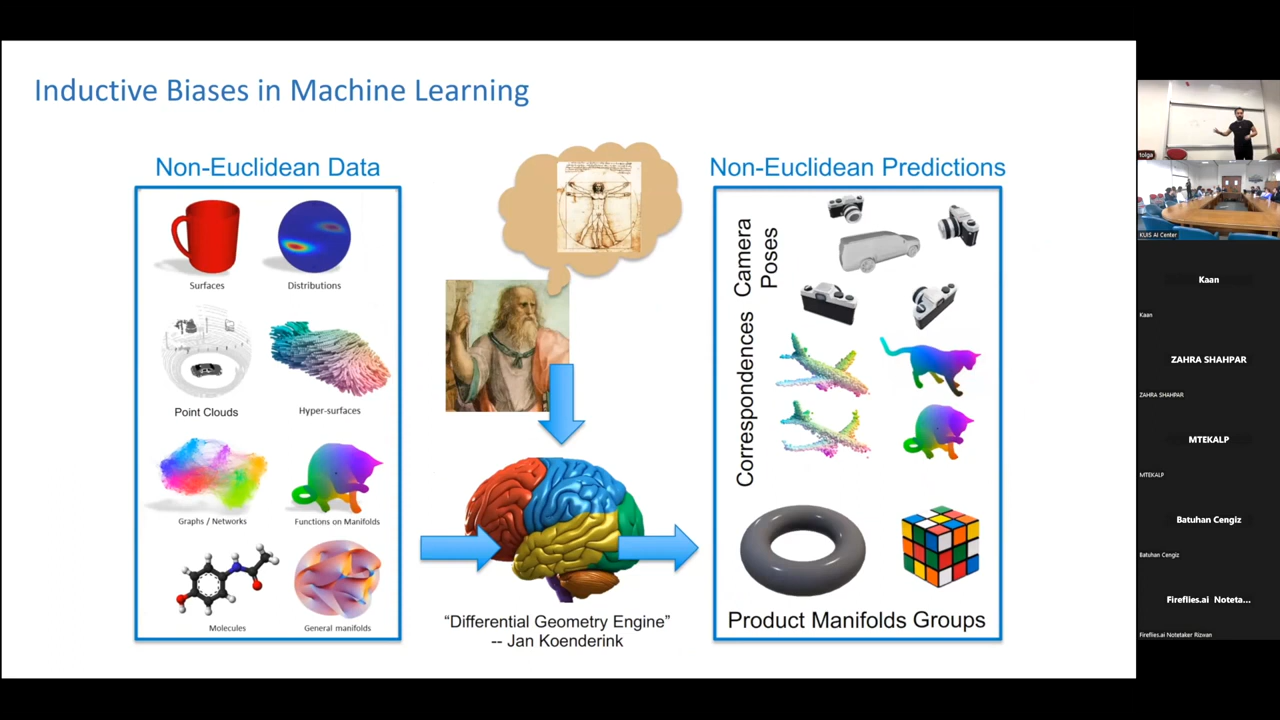 Inductive Biases in Machine Learning
Non-Euclidean Data
Surfaces
Distributions
Point Clouds
Hyper-surfaces
Graphs / Networks
Functions on Manifolds
Molecules
General manifolds
“Differential Geometry Engine”
-- Jan Koenderink
Non-Euclidean Predictions
Camera
Poses
Correspondences
Product Manifolds Groups
tolga
KUIS AI Center
Kaan
Kaan
ZAHRA SHAHPAR
ZAHRA SHAHPAR
MTEKALP
MTEKALP
Batuhan Cengiz
Batuhan Cengiz
Fireflies.ai Noteta...
Fireflies.ai Notetaker Rizwan